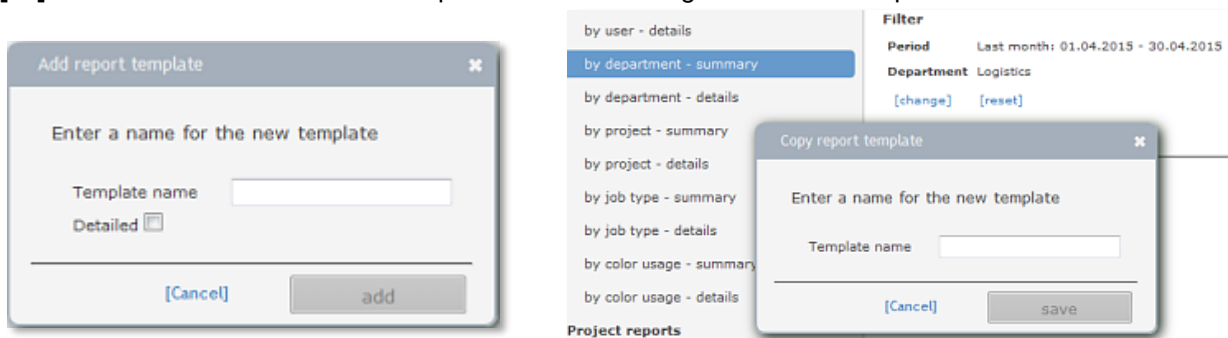 Add report template
Enter a name for the new template
Template name
Detailed
[Cancel]
add
by user - details
by department - summary
by department - details
by project - summary
by project - details
by job type - summary
by job type - details
by color usage - summary
by color usage - details
Project reports
Filter
Period Last month: 01.04.2015 - 30.04.2015
Department Logistics
[change] [reset]
Copy report template
Enter a name for the new template
Template name
[Cancel]
save